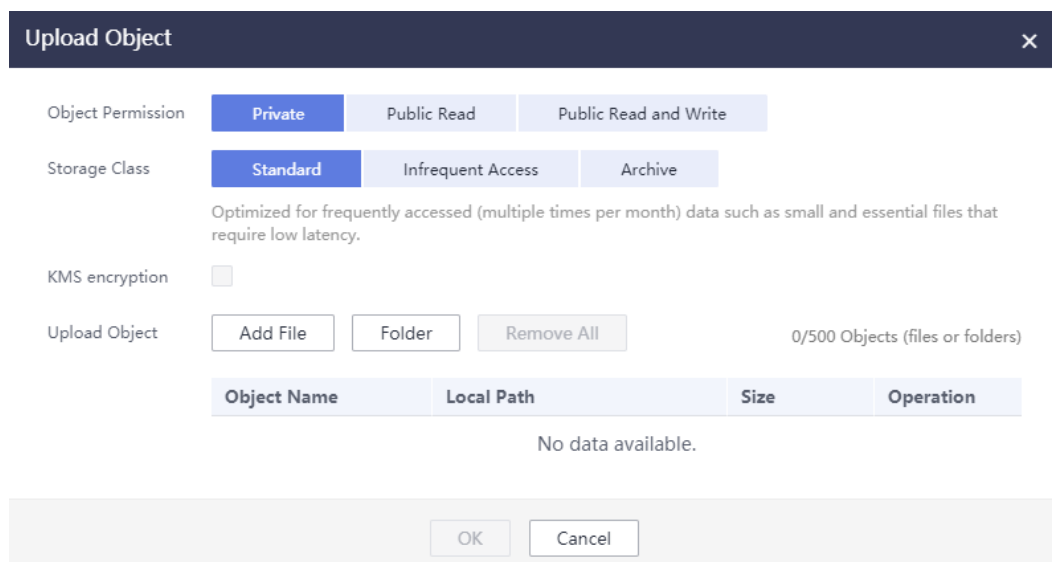 Upload Object
Object Permission Private Public Read Public Read and Write
Storage Class Standard Infrequent Access Archive
Optimized for frequently accessed (multiple times per month) data such as small and essential files that
require low latency.
KMS encryption
Upload Object Add File Folder Remove All 0/500 Objects (files or folders)
Object Name Local Path Size Operation
No data available.
OK Cancel